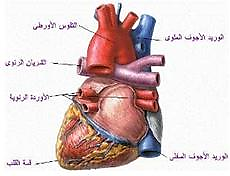 القوس الأورطي
الوريد الأجوف العلوي
الشريان الرئوي
الأوردة الرئوية
الوريد الأجوف السفلي
قمة القلب